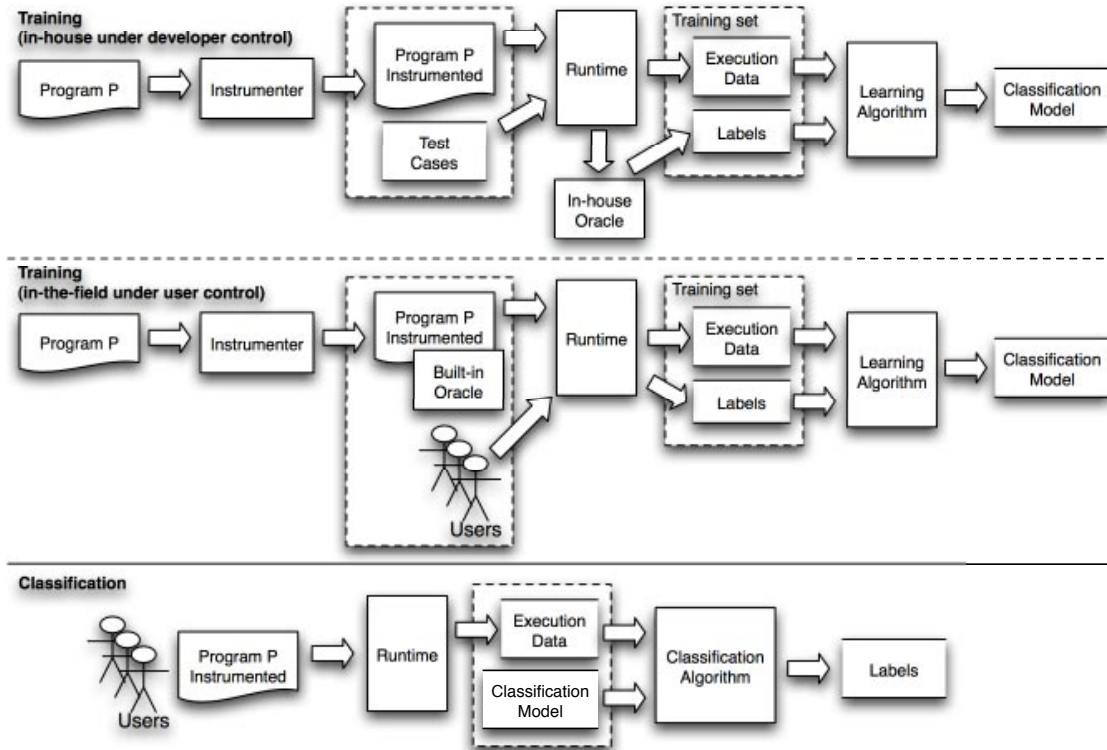 Training
(in-house under developer control)
Program P
Instrumenter
Program P
Instrumented
Test
Cases
Runtime
In-house
Oracle
Training set
Execution
Data
Labels
Learning
Algorithm
Classification
Model
Training
(in-the-field under user control)
Program P
Instrumenter
Program P
Instrumented
Built-in
Oracle
Users
Runtime
Training set
Execution
Data
Labels
Learning
Algorithm
Classification
Model
Classification
Users
Program P
Instrumented
Runtime
Execution
Data
Classification
Model
Classification
Algorithm
Labels